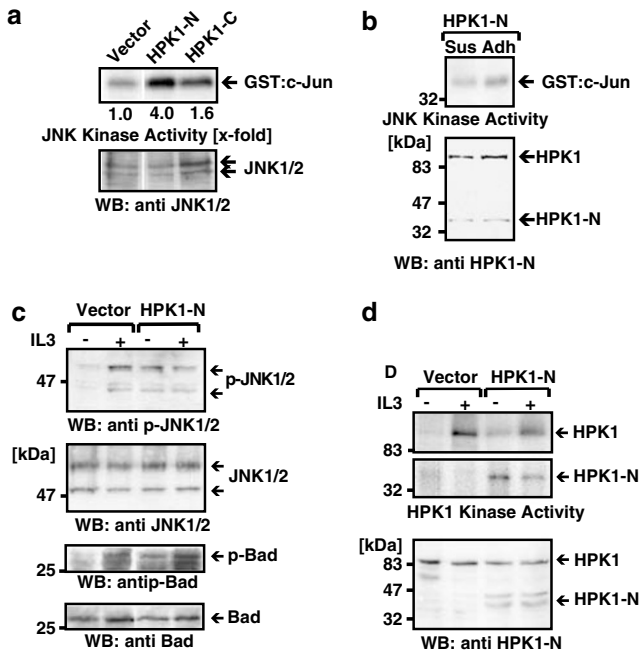 a
Vector HPK1-N HPK1-C
GST:c-Jun
1.0 4.0 1.6
JNK Kinase Activity [x-fold]
JNK1/2
WB: anti JNK1/2
b
HPK1-N
Sus Adh
GST:c-Jun
32
JNK Kinase Activity
[kDa]
83
HPK1
47
HPK1-N
32
WB: anti HPK1-N
c
Vector HPK1-N
IL3 - + - +
p-JNK1/2
47
WB: anti p-JNK1/2
[kDa]
JNK1/2
47
WB: anti JNK1/2
p-Bad
25
WB: antip-Bad
Bad
25
WB: anti Bad
d
D
Vector HPK1-N
IL3 - + - +
HPK1
83
HPK1-N
32
HPK1 Kinase Activity
[kDa]
83
HPK1
47
HPK1-N
32
WB: anti HPK1-N